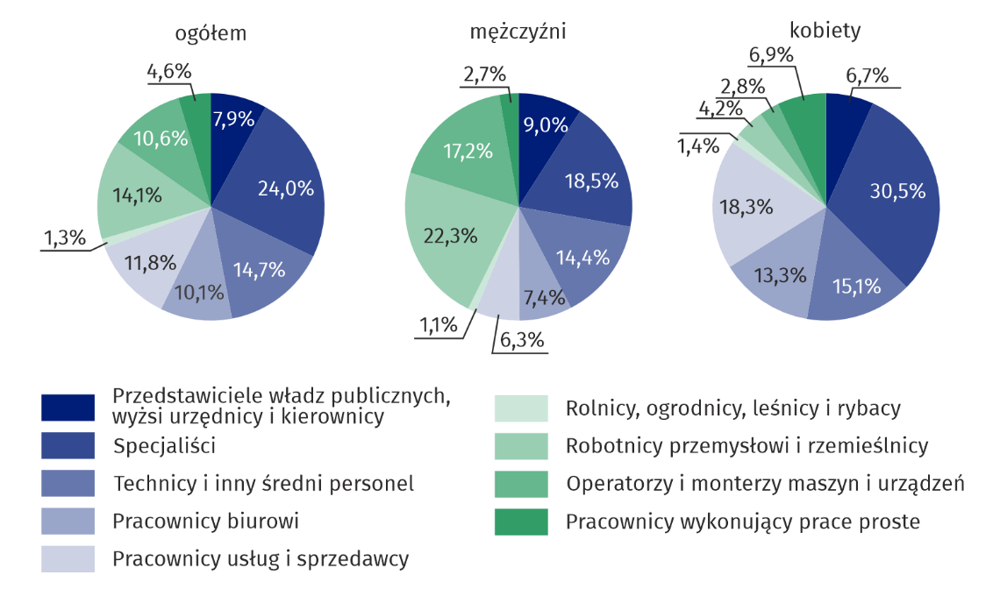 ogółem
mężczyźni
kobiety
4,6%
7,9%
24,0%
14,7%
10,1%
11,8%
1,3%
14,1%
10,6%
2,7%
9,0%
18,5%
14,4%
7,4%
6,3%
1,1%
22,3%
17,2%
6,9%
6,7%
30,5%
15,1%
13,3%
18,3%
1,4%
4,2%
2,8%
Przedstawiciele władz publicznych,
wyżsi urzędnicy i kierownicy
Specjaliści
Technicy i inny średni personel
Pracownicy biurowi
Pracownicy usług i sprzedawcy
Rolnicy, ogrodnicy, leśnicy i rybacy
Robotnicy przemysłowi i rzemieślnicy
Operatorzy i monterzy maszyn i urządzeń
Pracownicy wykonujący prace proste